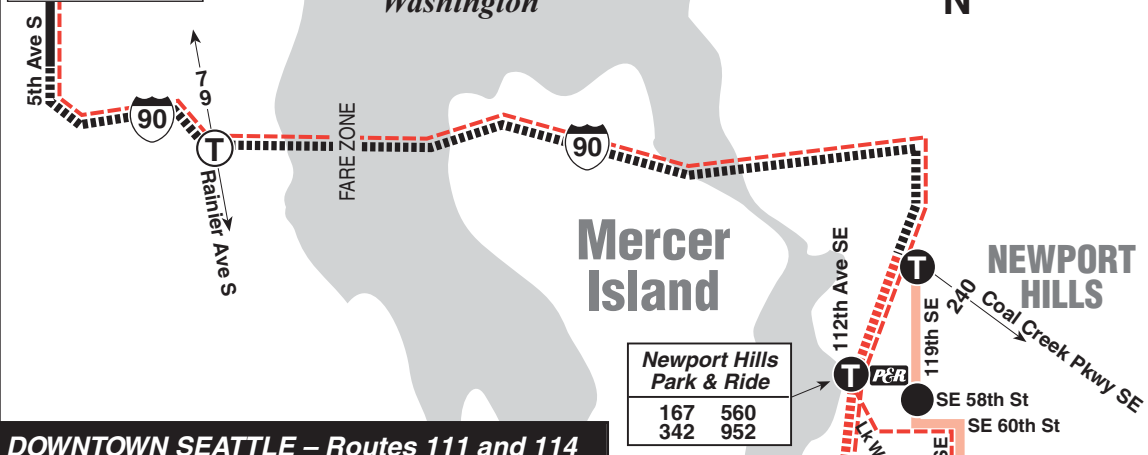 Washington
N
5th Ave S
7
9
90
T
Rainier Ave S
FARE ZONE
90
Mercer
Island
112th Ave SE
T
NEWPORT
HILLS
240
Coal Creek Pkwy SE
119th SE
Newport Hills
Park & Ride
167 560
342 952
T
P&R
SE 58th St
SE 60th St
Lk W
SE
DOWNTOWN SEATTLE – Routes 111 and 114